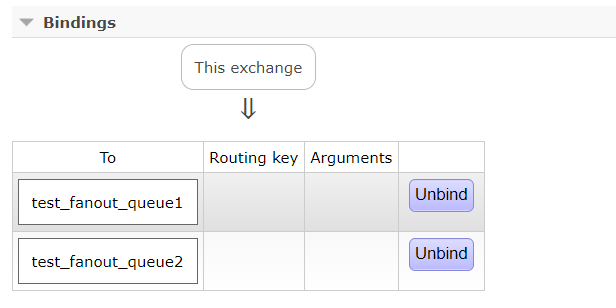 Bindings
This exchange
⇓
To Routing key Arguments
test_fanout_queue1 Unbind
test_fanout_queue2 Unbind